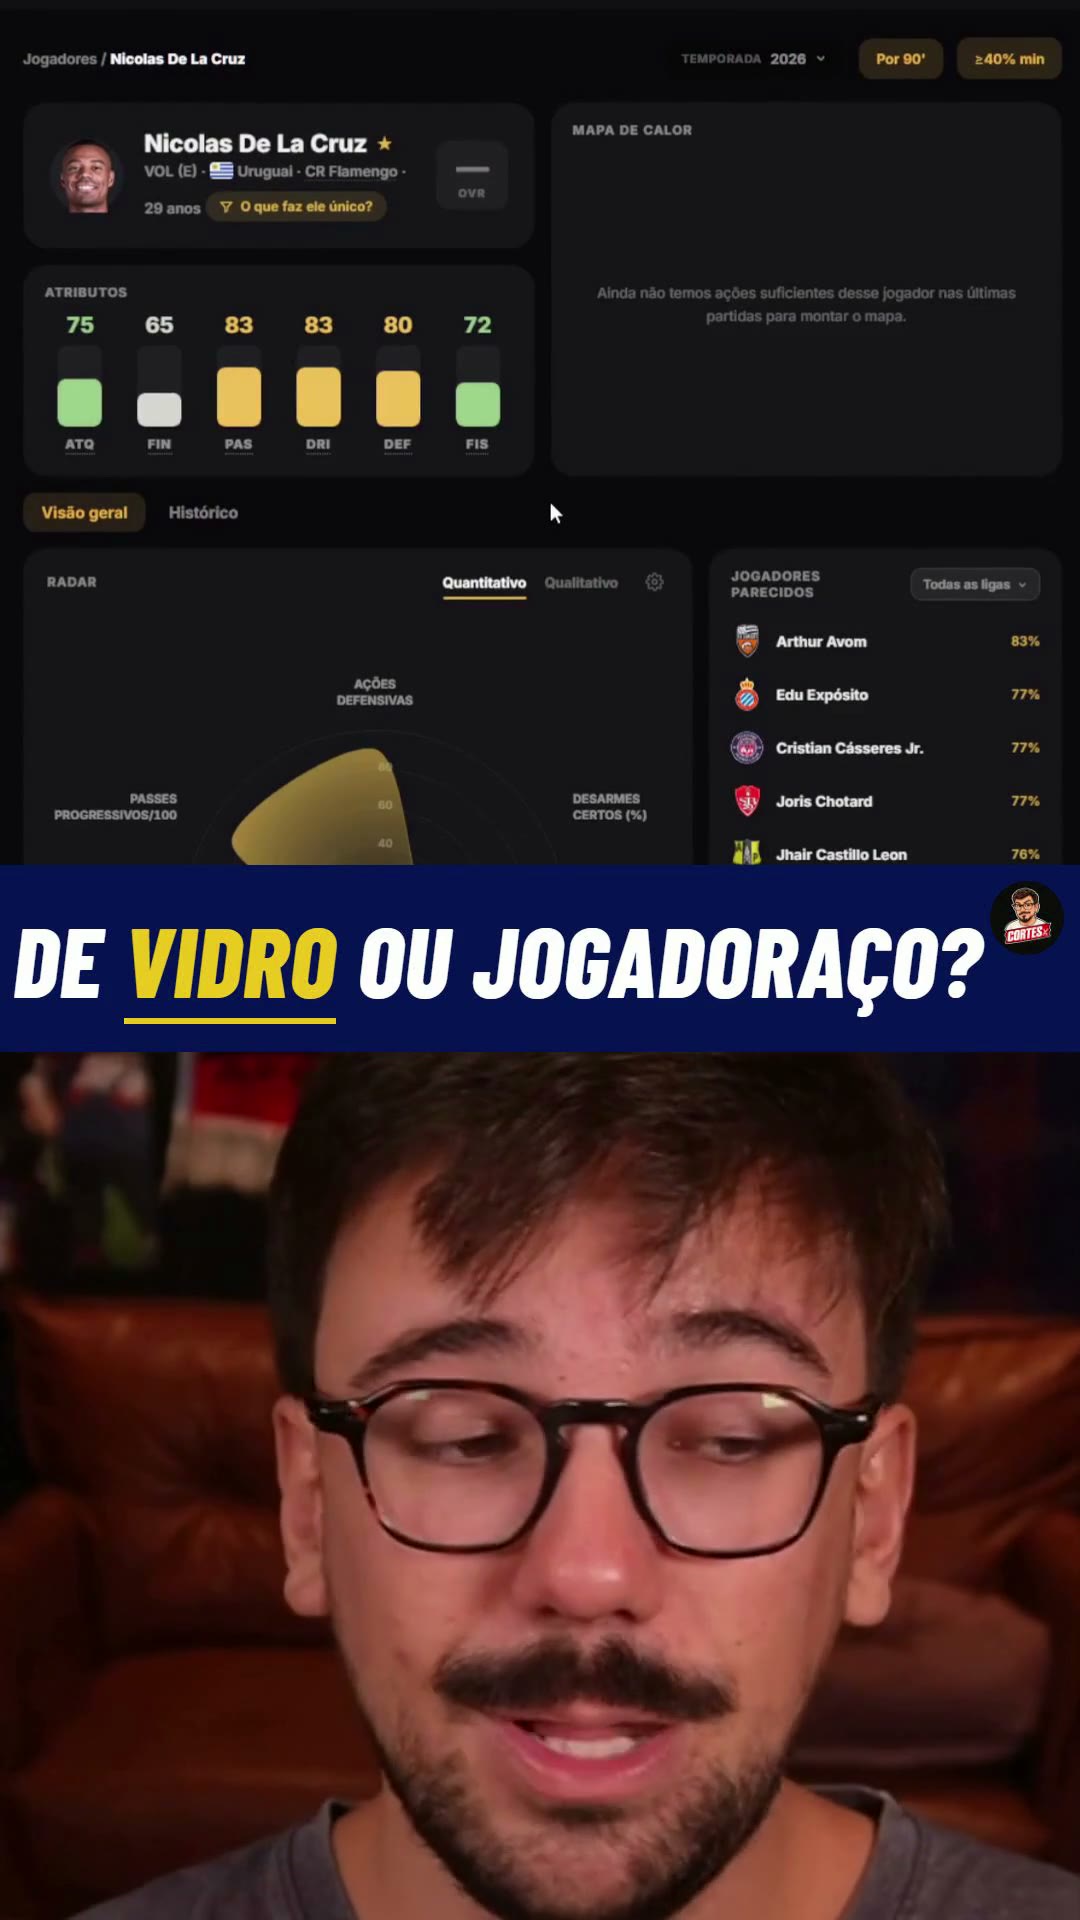 Jogadores / Nicolas De La Cruz
TEMPORADA 2026
Por 90'
≥40% min
Nicolas De La Cruz ★
VOL (E) · Uruguai · CR Flamengo ·
29 anos
O que faz ele único?
OVR
MAPA DE CALOR
Ainda não temos ações suficientes desse jogador nas últimas
partidas para montar o mapa.
ATRIBUTOS
75 65 83 83 80 72
ATQ FIN PAS DRI DEF FIS
Visão geral Histórico
RADAR
Quantitativo Qualitativo
AÇÕES
DEFENSIVAS
80
60
40
PASSES
PROGRESSIVOS/100
DESARMES
CERTOS (%)
JOGADORES
PARECIDOS
Todas as ligas
Arthur Avom 83%
Edu Expósito 77%
Cristian Cásseres Jr. 77%
Joris Chotard 77%
Jhair Castillo Leon 76%
DE VIDRO OU JOGADORAÇO?
CORTES